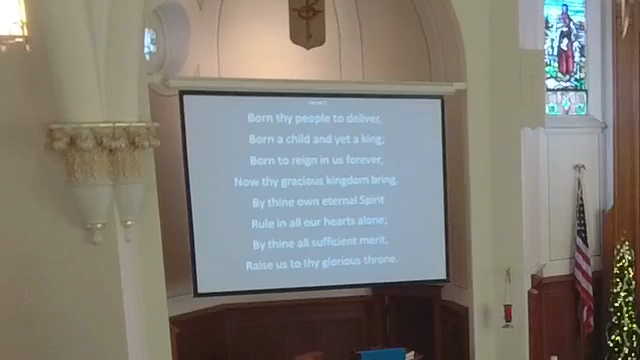 Born thy people to deliver,
Born a child and yet a king;
Born to reign in us forever,
Now thy gracious kingdom bring.
By thine own eternal Spirit
Rule in all our hearts alone;
By thine all sufficient merit,
Raise us to thy glorious throne.